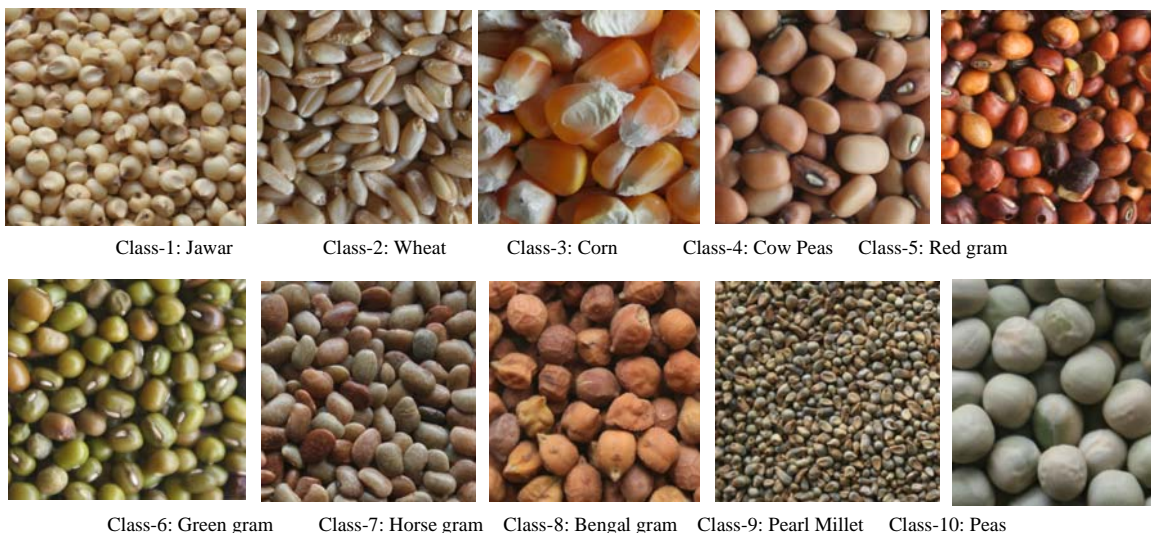 Class-1: Jawar Class-2: Wheat Class-3: Corn Class-4: Cow Peas Class-5: Red gram
Class-6: Green gram Class-7: Horse gram Class-8: Bengal gram Class-9: Pearl Millet Class-10: Peas